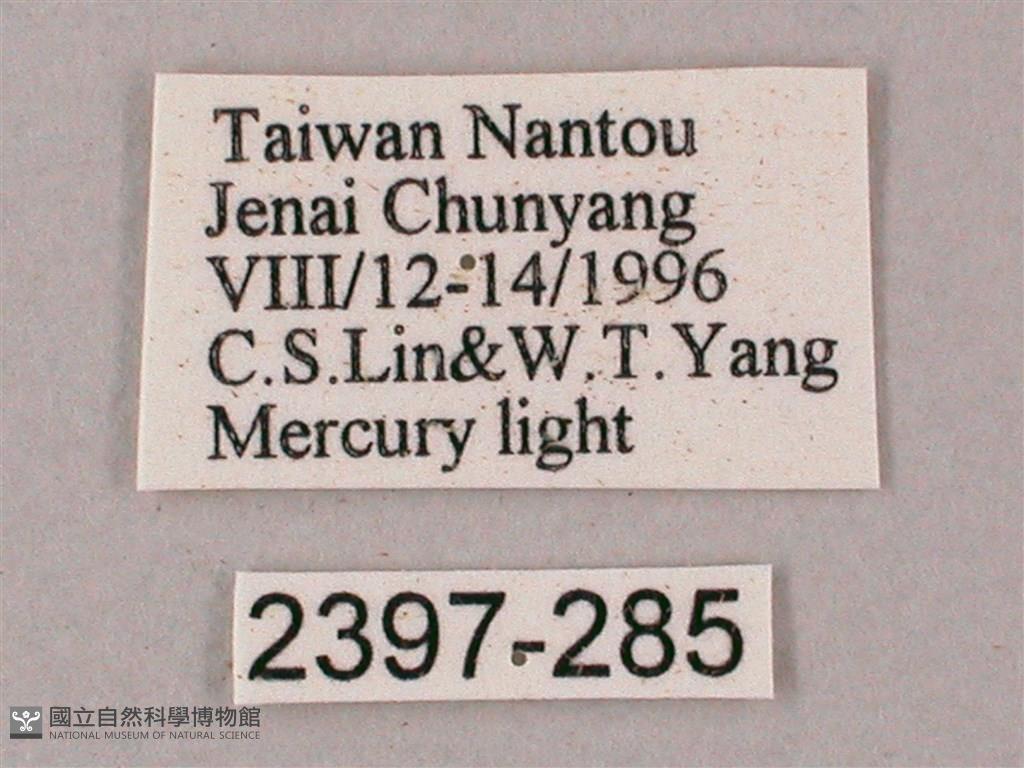 Taiwan Nantou
Jenai Chunyang
VIII/12-14/1996
C.S.Lin&W.T.Yang
Mercury light
2397-285
國立自然科學博物館
NATIONAL MUSEUM OF NATURAL SCIENCE